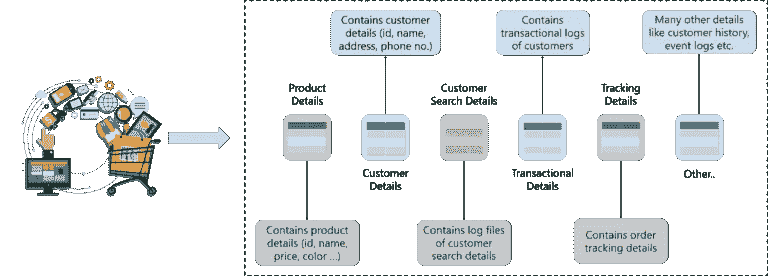 Contains customer
details (id, name,
address, phone no.)
Contains
transactional logs
of customers
Many other details
like customer history,
event logs etc.
Product
Details
Customer
Search Details
Tracking
Details
Customer
Details
Transactional
Details
Other..
Contains product
details (id, name,
price, color ...)
Contains log files
of customer
search details
Contains order
tracking details